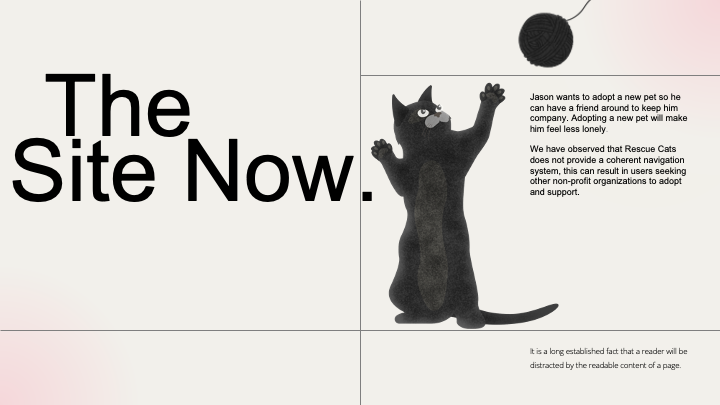 The
Site Now.
Jason wants to adopt a new pet so he
can have a friend around to keep him
company. Adopting a new pet will make
him feel less lonely.
We have observed that Rescue Cats
does not provide a coherent navigation
system, this can result in users seeking
other non-profit organizations to adopt
and support.
It is a long established fact that a reader will be
distracted by the readable content of a page.